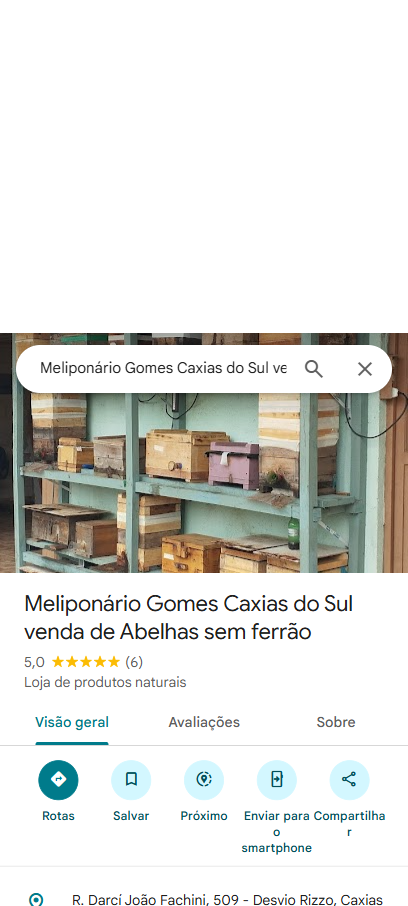 Meliponário Gomes Caxias do Sul ve
Meliponário Gomes Caxias do Sul
venda de Abelhas sem ferrão
5,0 ★★★★★ (6)
Loja de produtos naturais
Visão geral
Avaliações
Sobre
Rotas
Salvar
Próximo
Enviar para
o
smartphone
Compartilha
r
R. Darcí João Fachini, 509 - Desvio Rizzo, Caxias